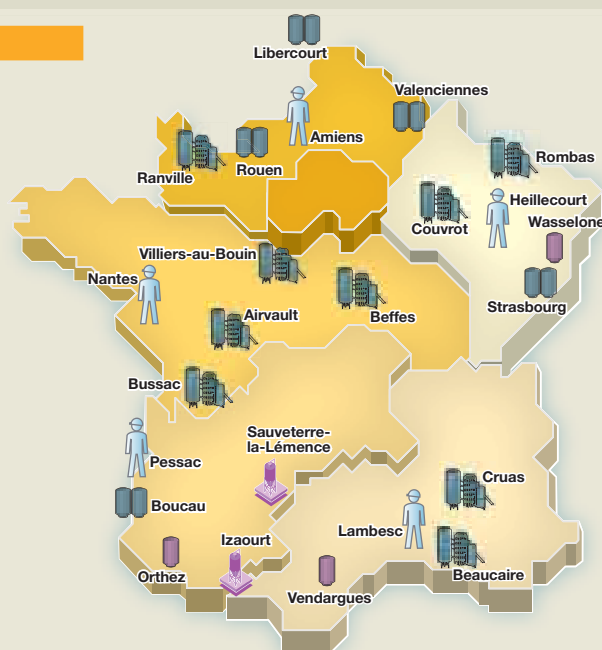 Libercourt
Valenciennes
Amiens
Rouen
Ranville
Rombas
Heillecourt
Couvrot
Wasselone
Villiers-au-Bouin
Nantes
Strasbourg
Airvault
Beffes
Bussac
Sauveterre-
la-Lémence
Pessac
Cruas
Boucau
Lambesc
Izaourt
Orthez
Beaucaire
Vendargues